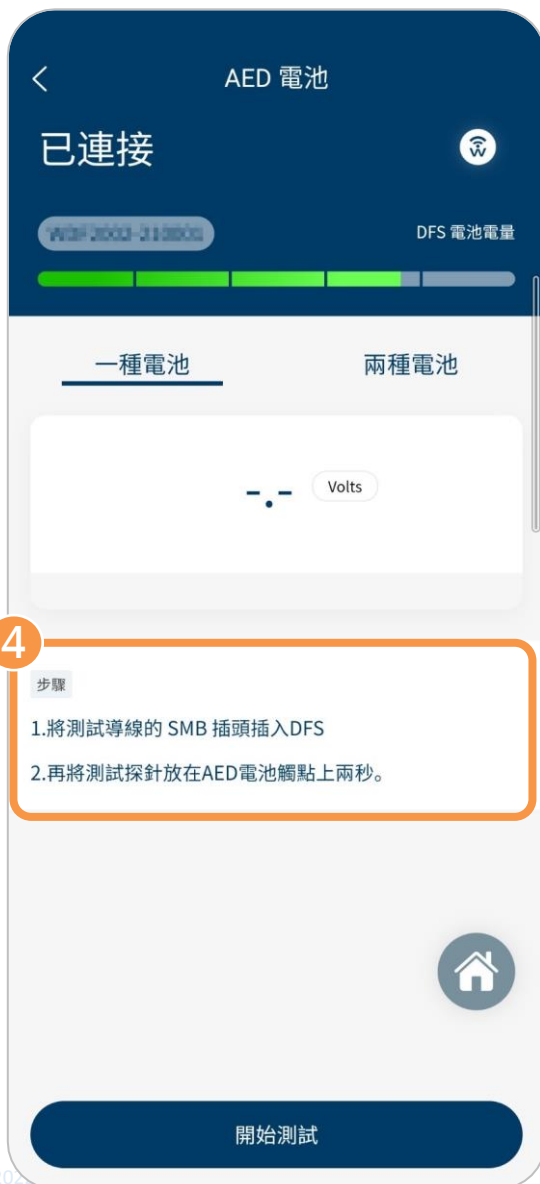 AED 電池
已連接
DFS 電池電量
一種電池
兩種電池
-.- Volts
4
步驟
1.將測試導線的 SMB 插頭插入DFS
2.再將測試探針放在AED電池觸點上兩秒。
開始測試